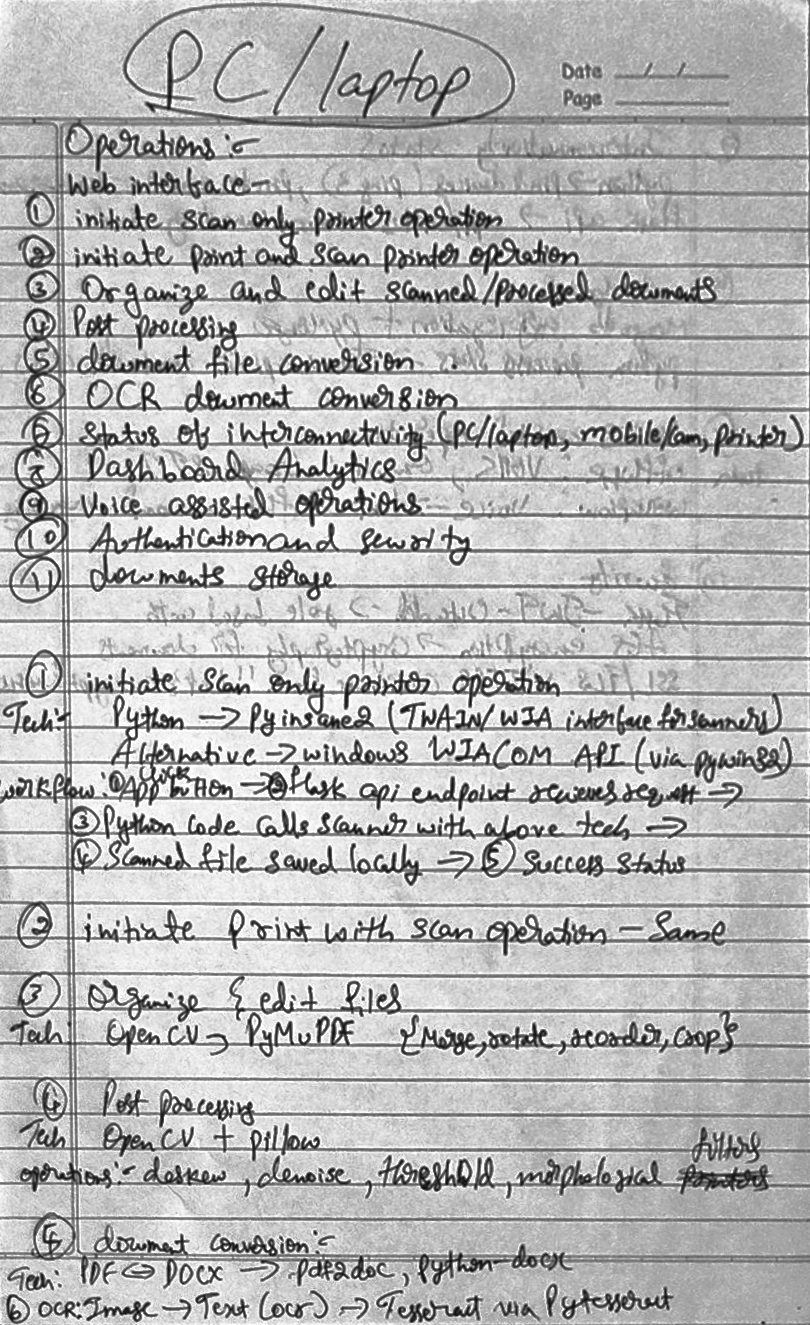 PC/laptop
Date __/__/__
Page ______
Operations :-
Web interface -
① initiate scan only printer operation
② initiate print and scan printer operation
③ Organize and edit scanned/processed documents
④ Post processing
⑤ document file conversion .
⑥ OCR document conversion
Status of interconnectivity (PC/laptop, mobile/cam, printer)
⑧ Dashboard Analytics
⑨ Voice assisted operations
⑩ Authentication and security
⑪ documents storage
① initiate scan only printer operation
Tech:- Python → Pyinsane2 (TWAIN/WIA interface for scanners)
Alternative → windows WIACOM API (via pywin32)
workflow: ① APP click button → ② flask api endpoint receives request →
③ Python code calls scanner with above tech →
④ Scanned file saved locally → ⑤ Success status
② initiate print with scan operation - Same
③ organize & edit files
Tech: OpenCV → PyMuPDF {Merge, rotate, reorder, crop}
④ Post processing
Tech OpenCV + pillow
operations:- deskew, denoise, threshold, morphological filters
⑤ document conversion :-
Tech: PDF ⇔ DOCX → pdf2doc, python-docx
⑥ OCR: Image → Text (ocr) → Tesseract via Pytesseract